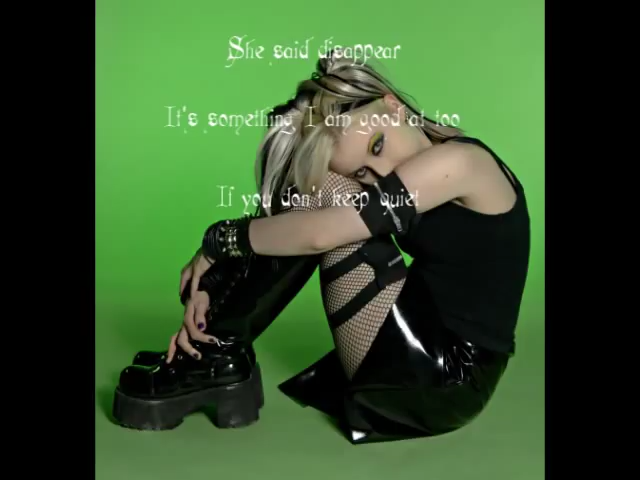 She said disappear
It's something I am good at too
If you don't keep quiet